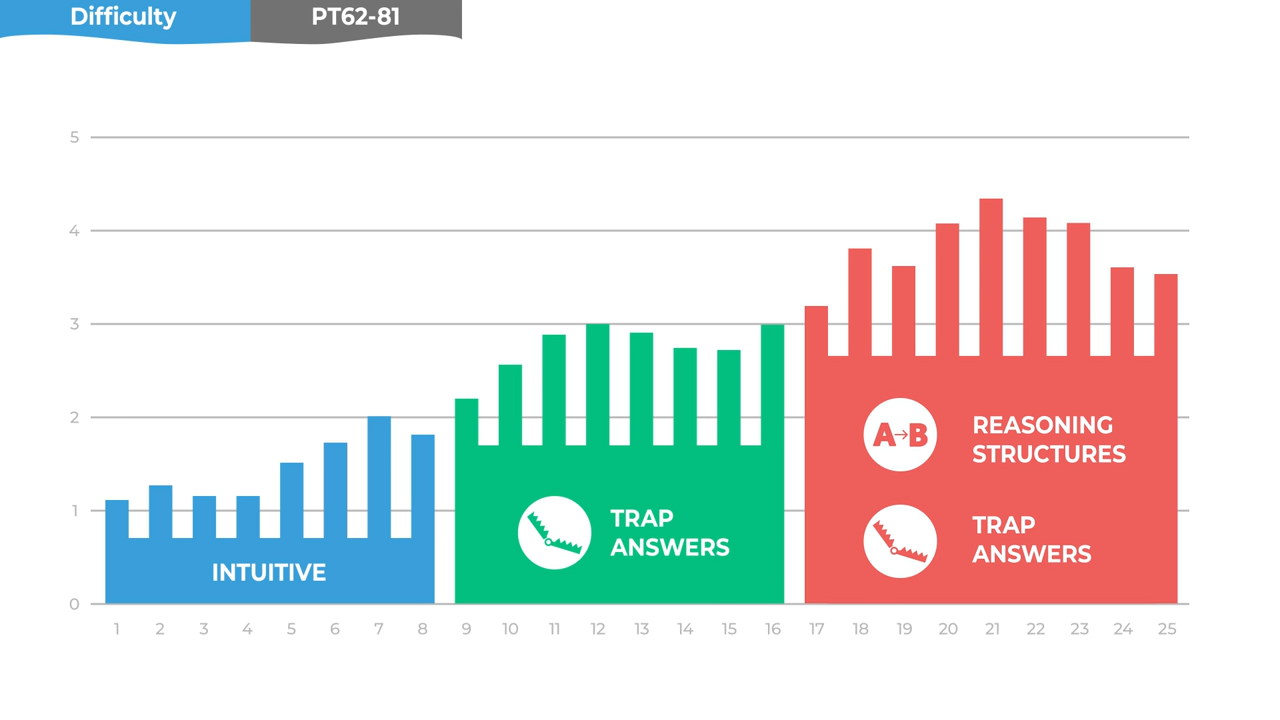 Difficulty
PT62-81
5
4
3
2
1
0
INTUITIVE
TRAP
ANSWERS
A→B
REASONING
STRUCTURES
TRAP
ANSWERS
1 2 3 4 5 6 7 8 9 10 11 12 13 14 15 16 17 18 19 20 21 22 23 24 25